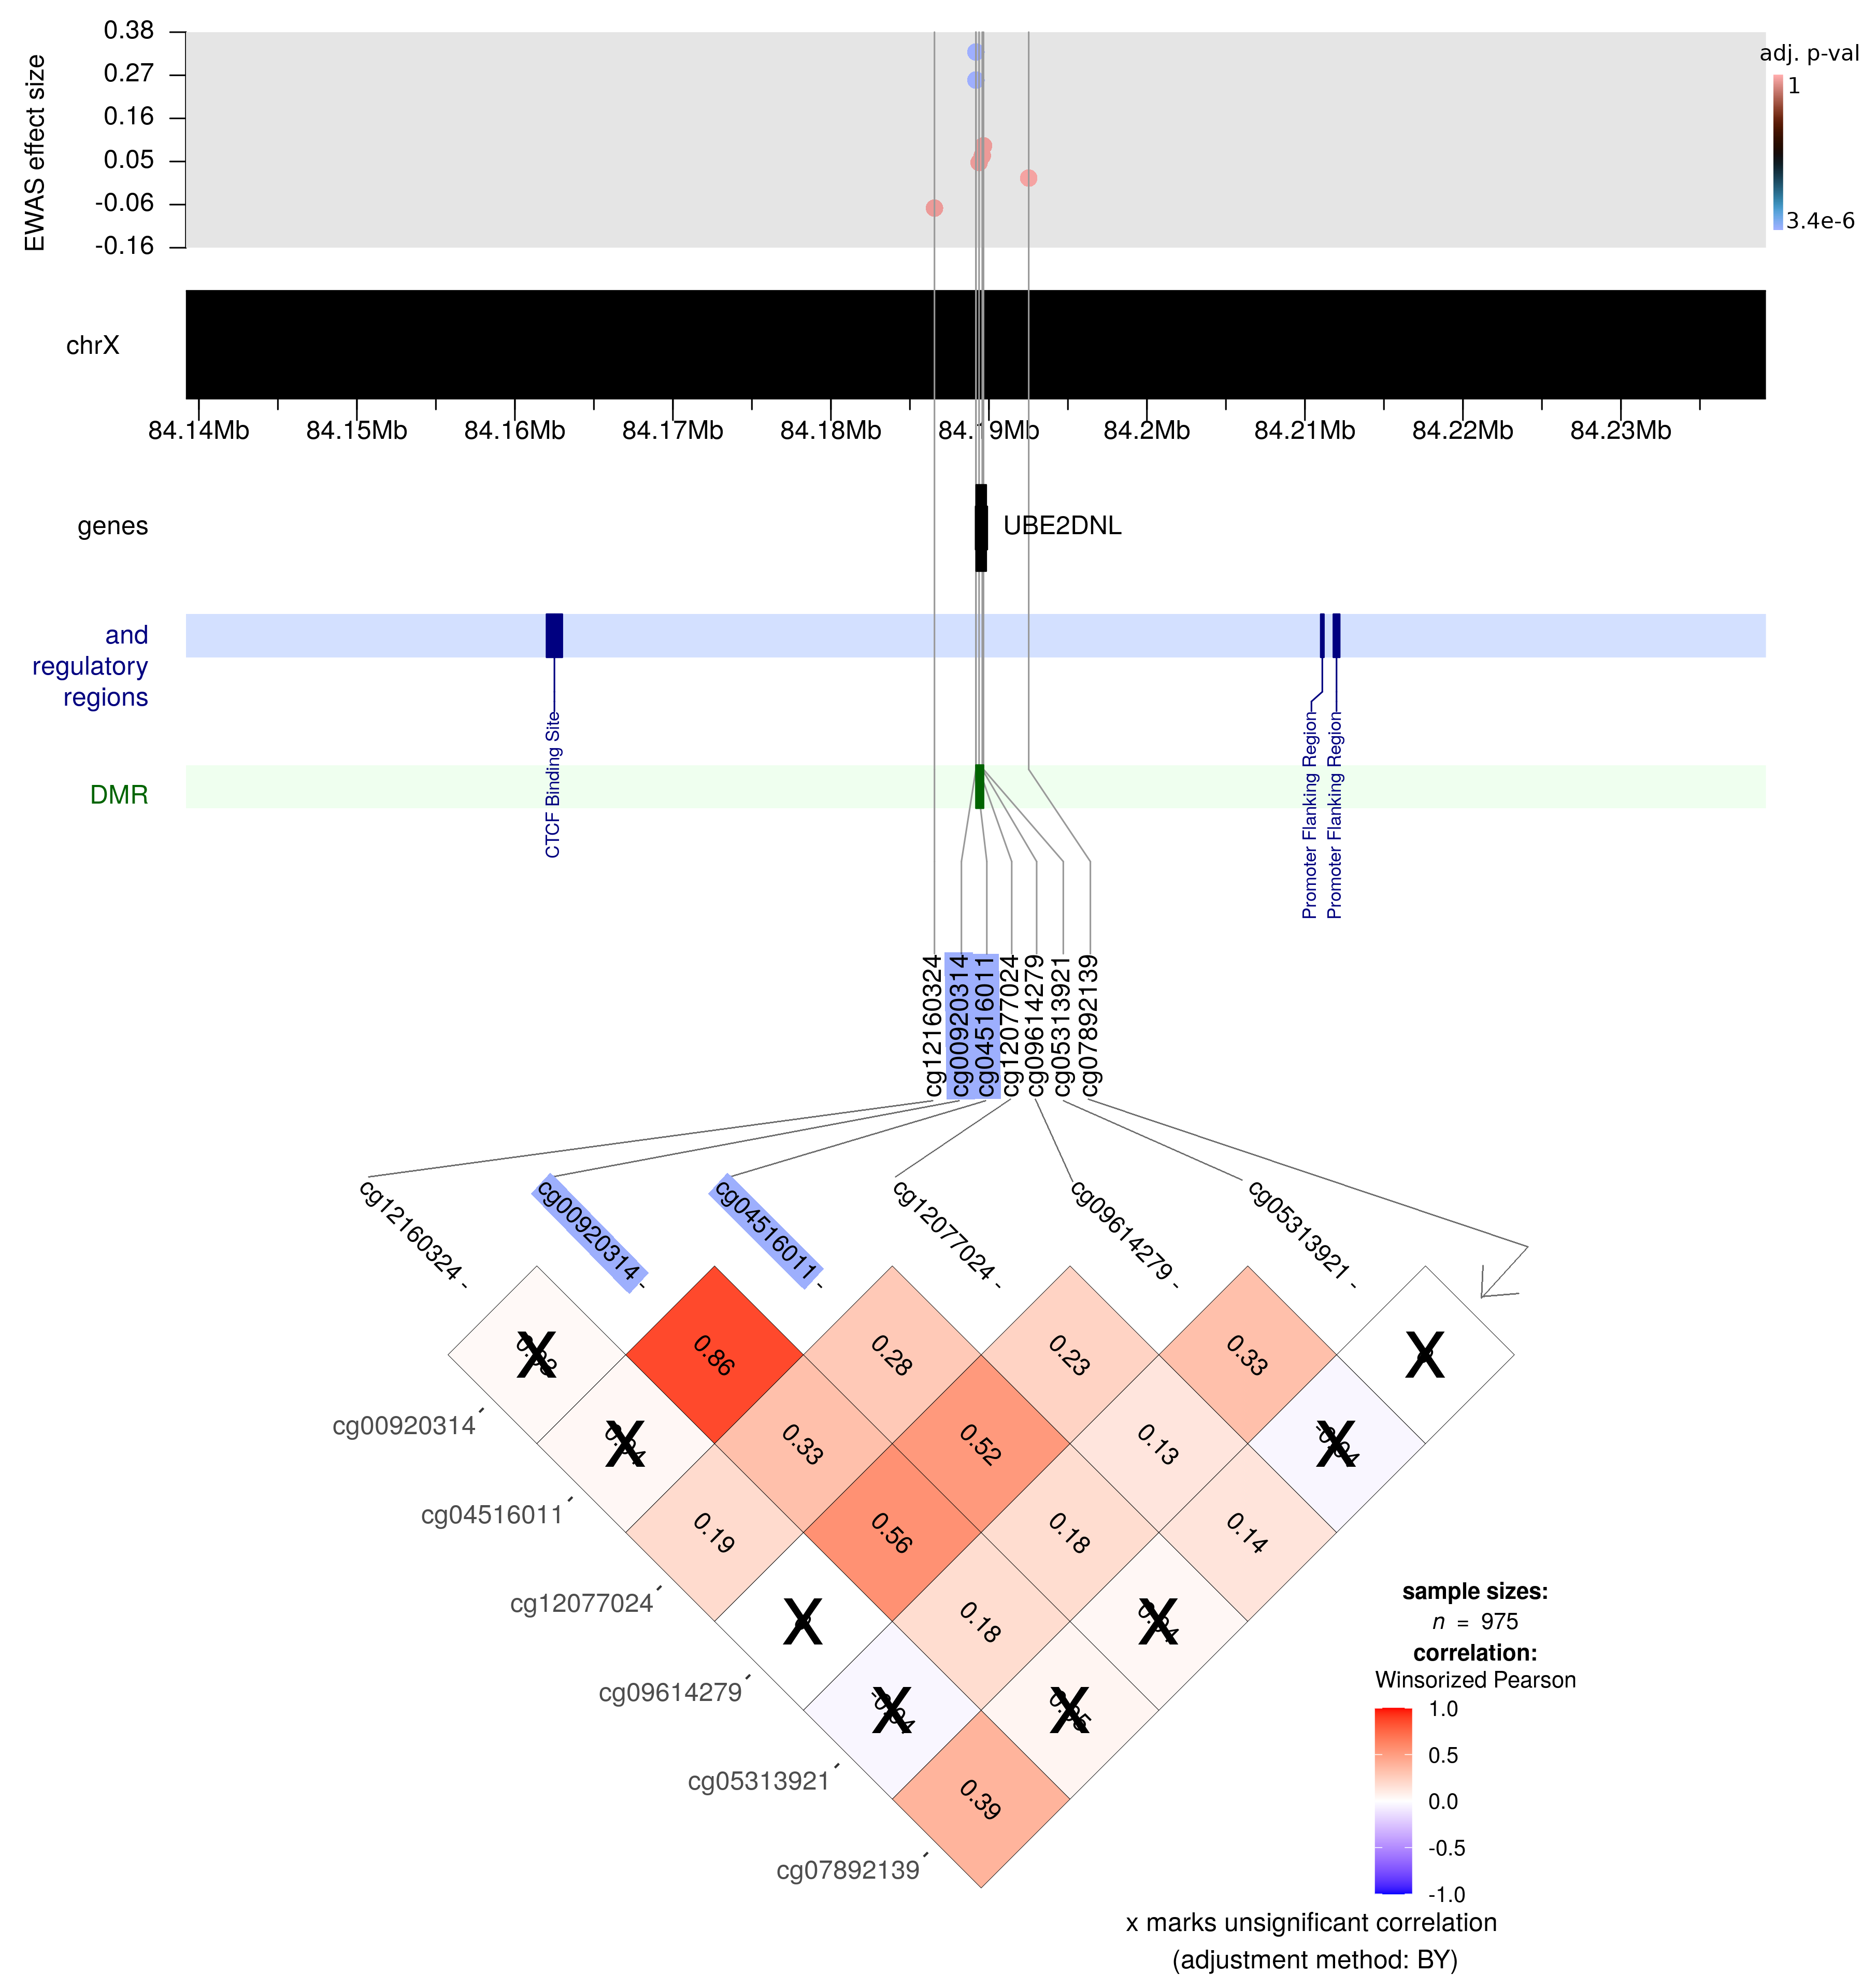 0.38
0.27
0.16
0.05
-0.06
-0.16
EWAS effect size
adj. p-val
1
3.4e-6
chrX
84.14Mb 84.15Mb 84.16Mb 84.17Mb 84.18Mb 84.19Mb 84.2Mb 84.21Mb 84.22Mb 84.23Mb
genes
UBE2DNL
and
regulatory
regions
CTCF Binding Site
Promoter Flanking Region
Promoter Flanking Region
DMR
cg12160324
cg00920314
cg04516011
cg12077024
cg09614279
cg05313921
cg07892139
cg12160324 -
cg00920314 -
cg04516011 -
cg12077024 -
cg09614279 -
cg05313921 -
X 0.86 0.28 0.23 0.33 X
cg00920314
X 0.33 0.52 0.13 X
cg04516011
0.19 0.56 0.18 0.14
cg12077024
X 0.18 X
cg09614279
X X
cg05313921
0.39
cg07892139
sample sizes:
n = 975
correlation:
Winsorized Pearson
1.0
0.5
0.0
-0.5
-1.0
x marks unsignificant correlation
(adjustment method: BY)